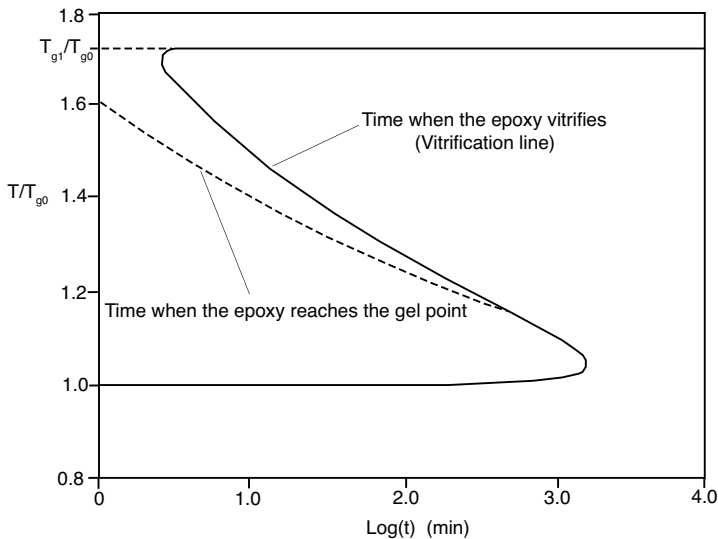 1.8
Tg1/Tg0
1.6
Time when the epoxy vitrifies
(Vitrification line)
T/Tg0
1.4
1.2
Time when the epoxy reaches the gel point
1.0
0.8
0
1.0
2.0
3.0
4.0
Log(t) (min)